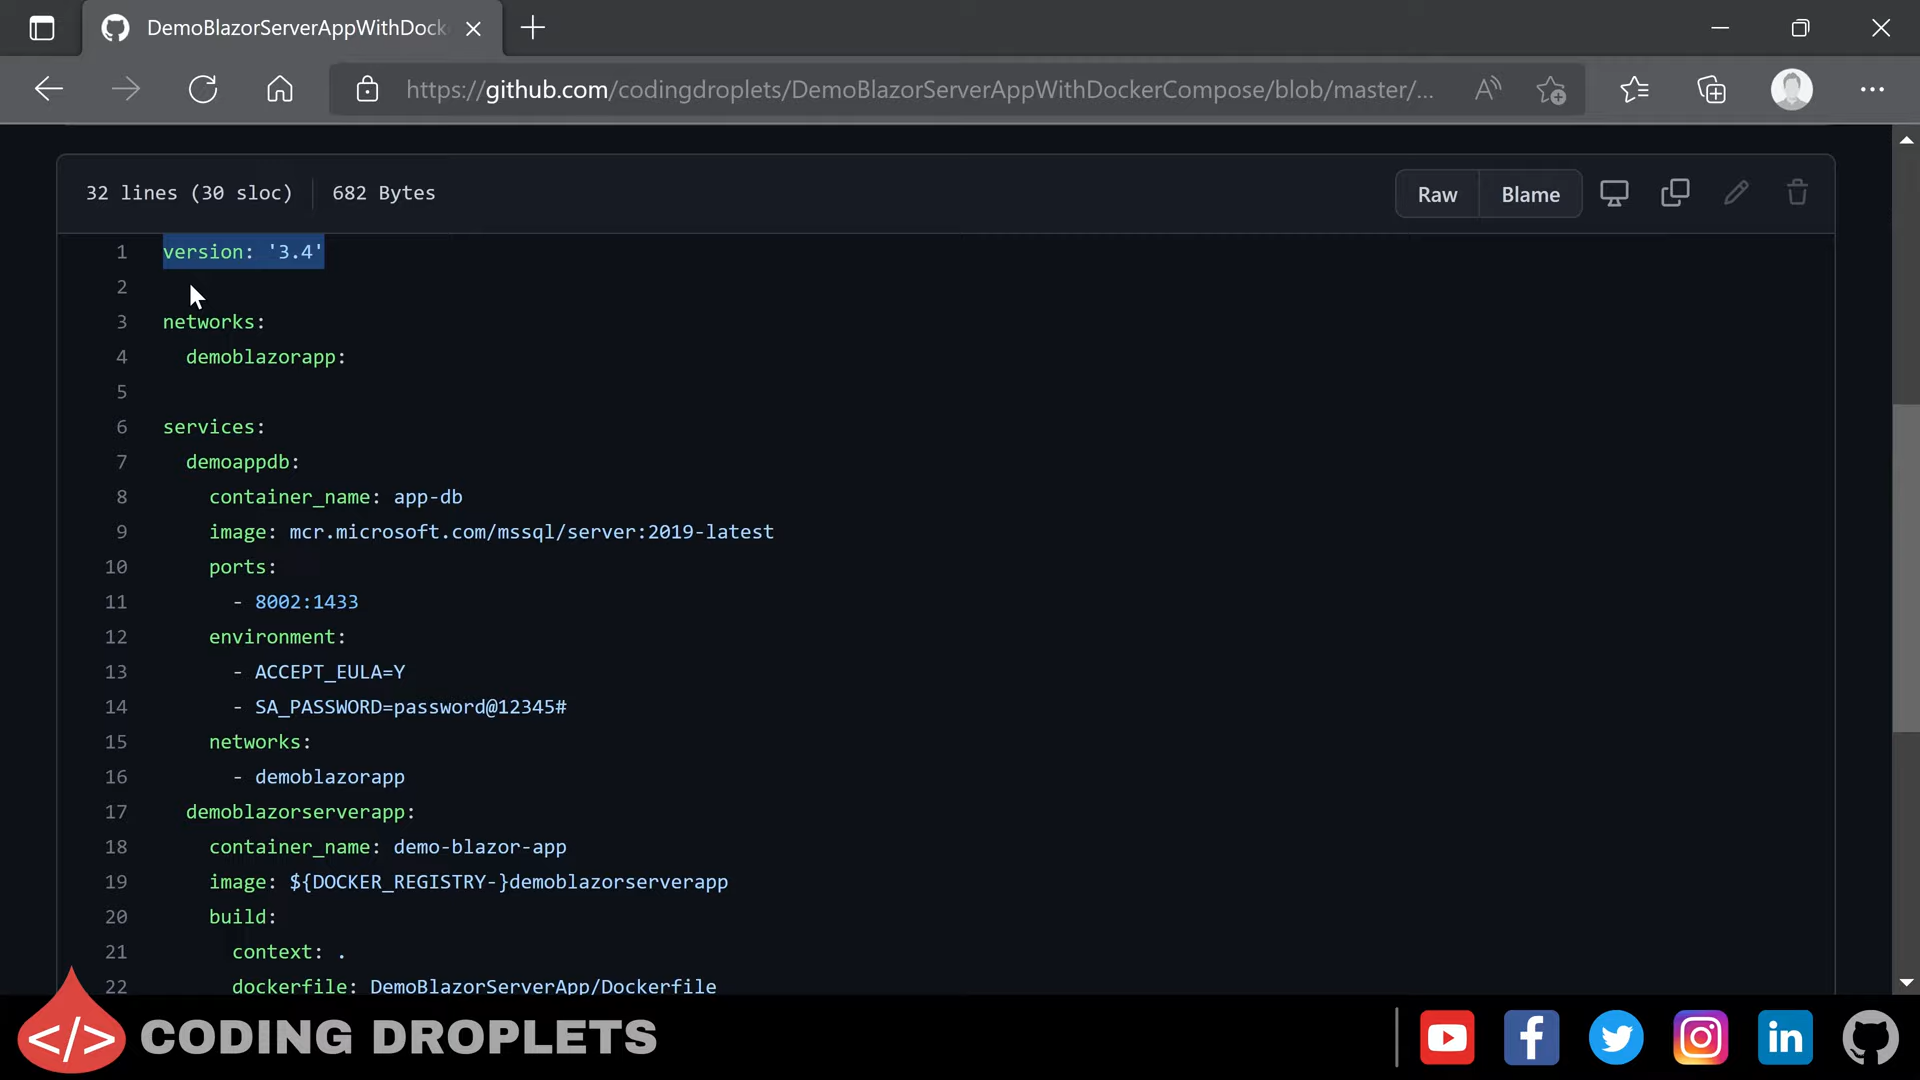 DemoBlazorServerAppWithDock
https://github.com/codingdroplets/DemoBlazorServerAppWithDockerCompose/blob/master/...
32 lines (30 sloc) 682 Bytes
Raw Blame
1 version: '3.4'
2
3 networks:
4 demoblazorapp:
5
6 services:
7 demoappdb:
8 container_name: app-db
9 image: mcr.microsoft.com/mssql/server:2019-latest
10 ports:
11 - 8002:1433
12 environment:
13 - ACCEPT_EULA=Y
14 - SA_PASSWORD=password@12345#
15 networks:
16 - demoblazorapp
17 demoblazorserverapp:
18 container_name: demo-blazor-app
19 image: ${DOCKER_REGISTRY-}demoblazorserverapp
20 build:
21 context: .
22 dockerfile: DemoBlazorServerApp/Dockerfile
</> CODING DROPLETS